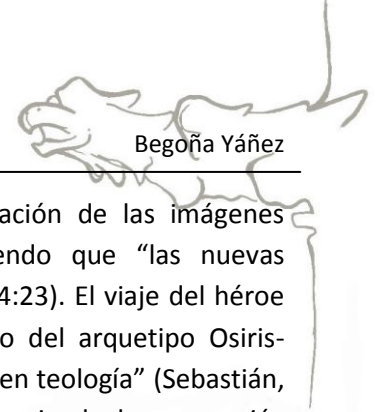 Begoña Yáñez
ación de las imágenes
endo que “las nuevas
4:23). El viaje del héroe
o del arquetipo Osiris-
en teología” (Sebastián,